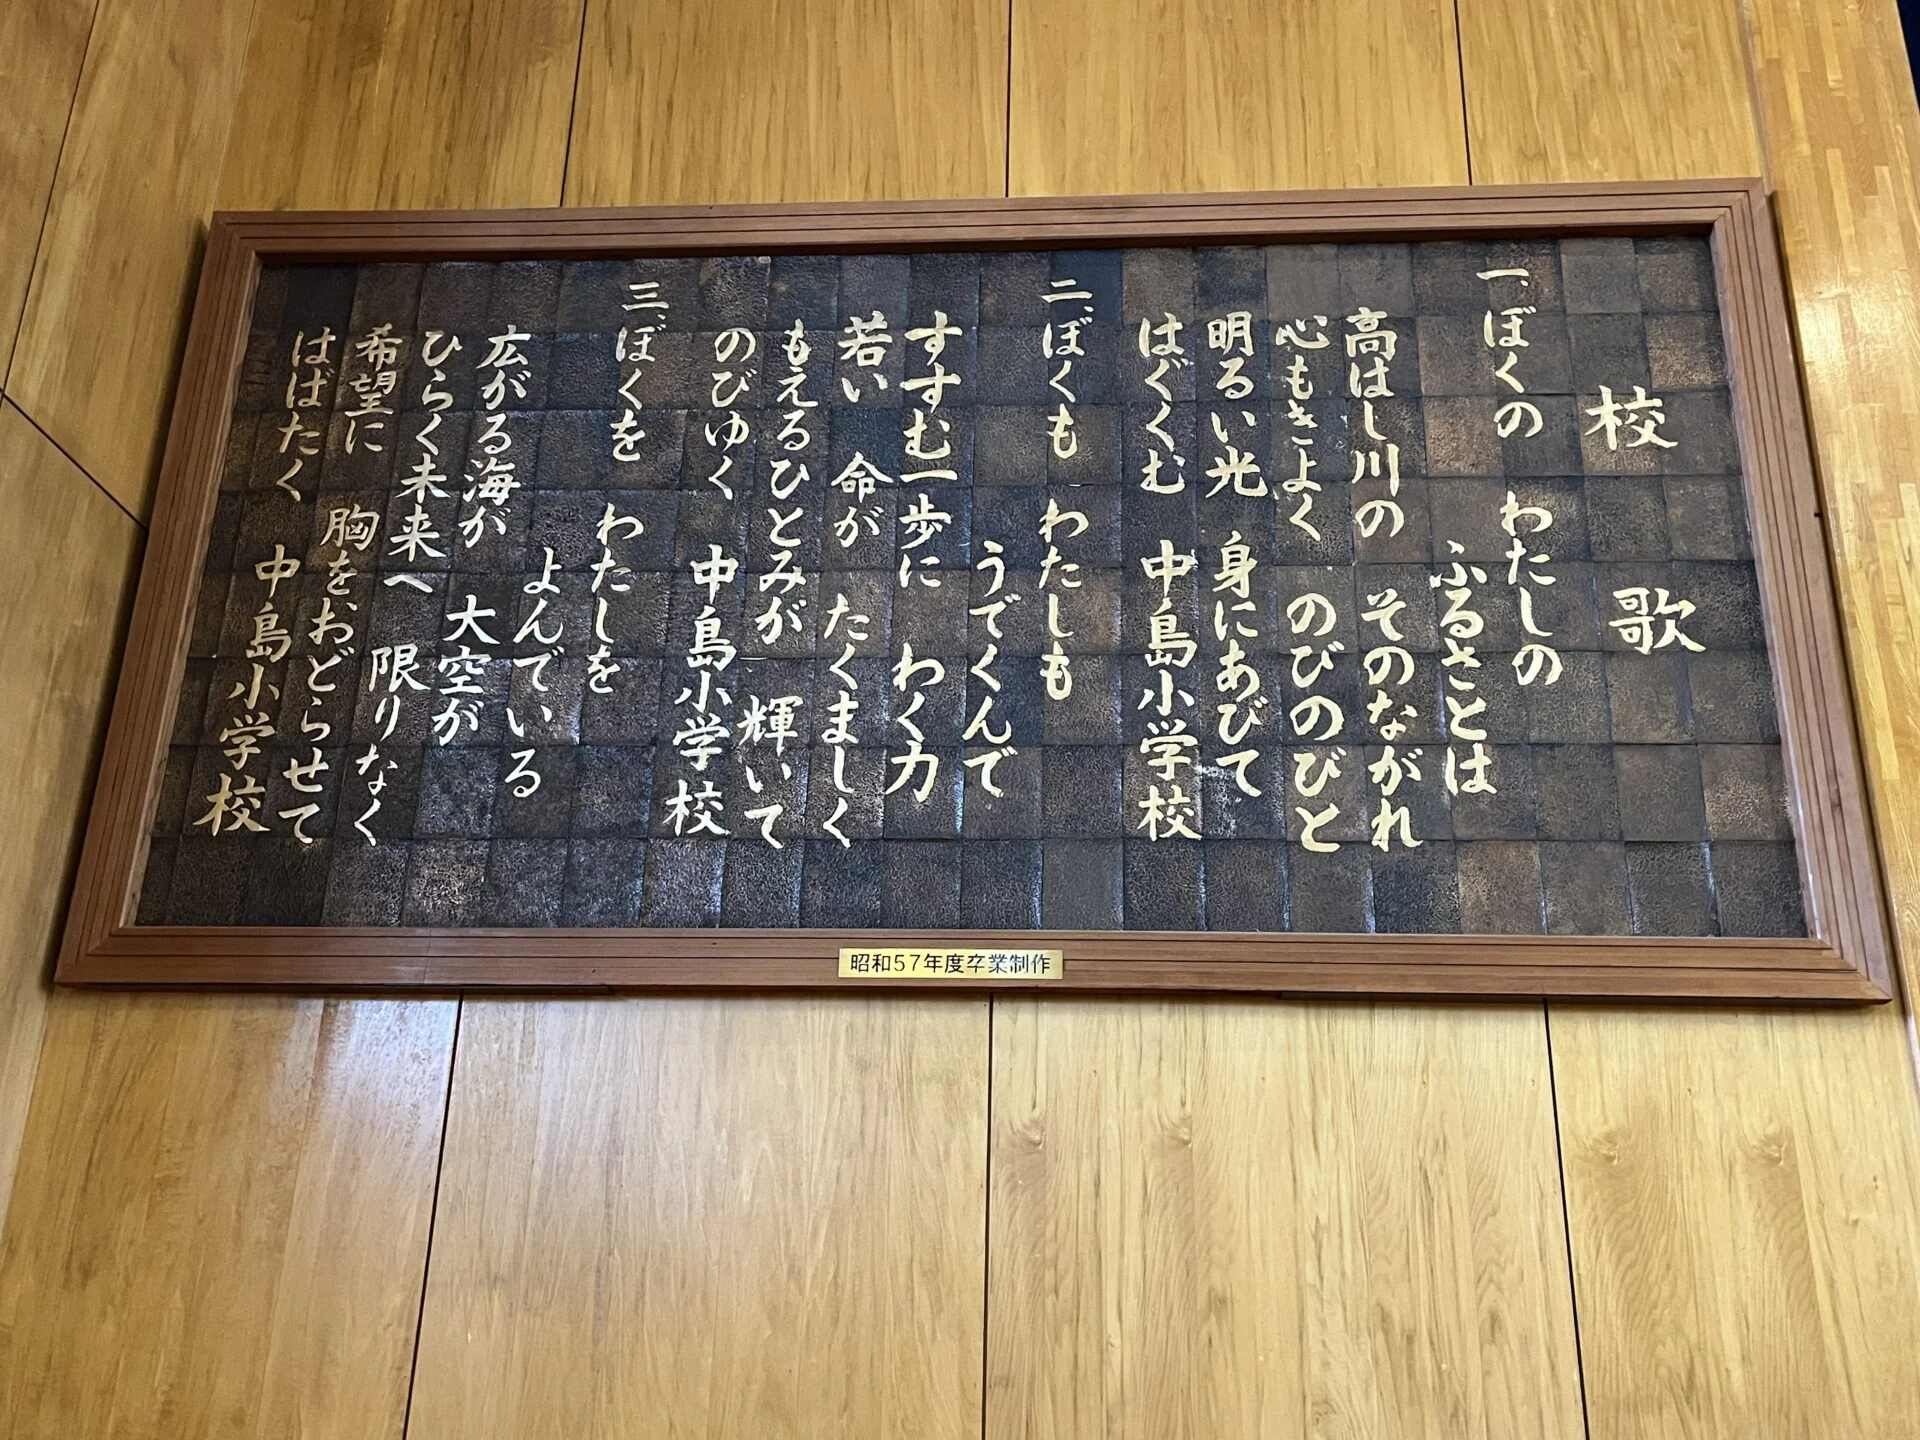 校 歌
一、ぼくの わたしの
ふるさとは
高はし川の そのながれ
心もきよく のびのびと
明るい光 身にあびて
はぐくむ 中島小学校
二、ぼくも わたしも
うでくんで
すすむ一歩に わく力
若い 命が たくましく
もえるひとみが 輝いて
のびゆく 中島小学校
三、ぼくを わたしを
よんでいる
広がる海が 大空が
ひらく未来へ 限りなく
希望に 胸をおどらせて
はばたく 中島小学校
昭和57年度卒業制作